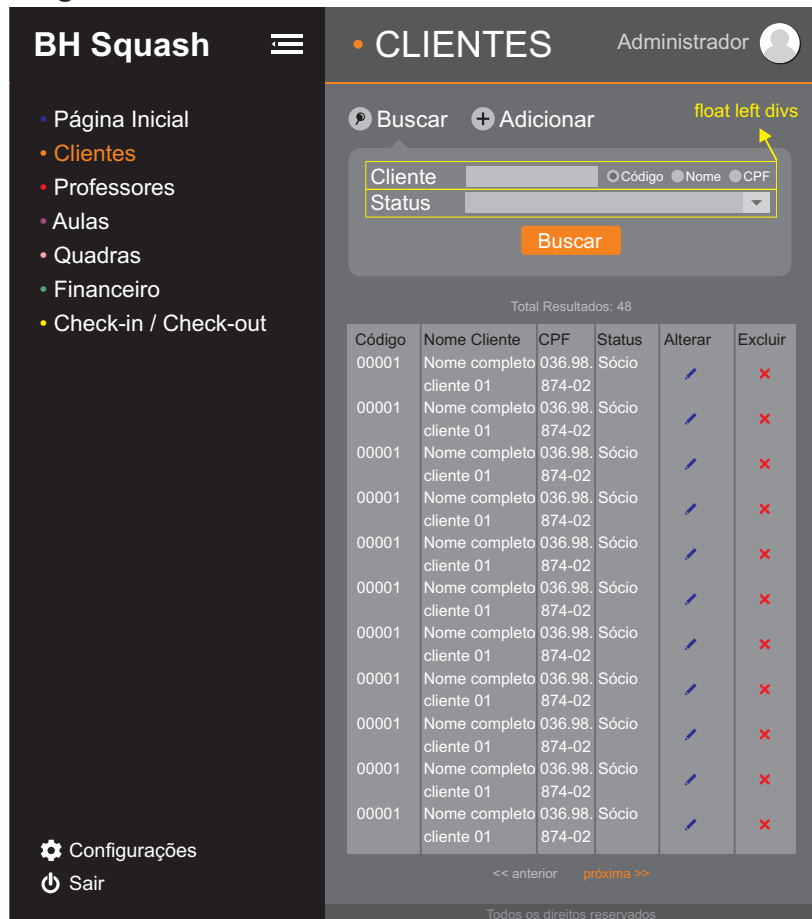 BH Squash
• CLIENTES
Administrador
• Página Inicial
• Clientes
• Professores
• Aulas
• Quadras
• Financeiro
• Check-in / Check-out
Configurações
Sair
Buscar
Adicionar
float left divs
Cliente
Código Nome CPF
Status
Buscar
Total Resultados: 48
Código Nome Cliente CPF Status Alterar Excluir
00001 Nome completo 036.98. Sócio
cliente 01 874-02
00001 Nome completo 036.98. Sócio
cliente 01 874-02
00001 Nome completo 036.98. Sócio
cliente 01 874-02
00001 Nome completo 036.98. Sócio
cliente 01 874-02
00001 Nome completo 036.98. Sócio
cliente 01 874-02
00001 Nome completo 036.98. Sócio
cliente 01 874-02
00001 Nome completo 036.98. Sócio
cliente 01 874-02
00001 Nome completo 036.98. Sócio
cliente 01 874-02
00001 Nome completo 036.98. Sócio
cliente 01 874-02
00001 Nome completo 036.98. Sócio
cliente 01 874-02
00001 Nome completo 036.98. Sócio
cliente 01 874-02
<< anterior próxima >>
Todos os direitos reservados